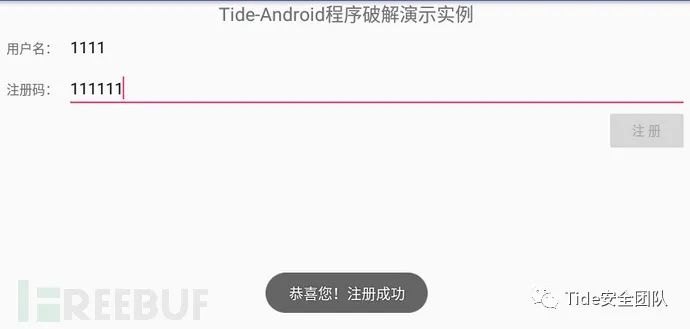 Tide-Android程序破解演示实例
用户名： 1111
注册码： 111111
注 册
恭喜您！注册成功
FREEBUF
Tide安全团队